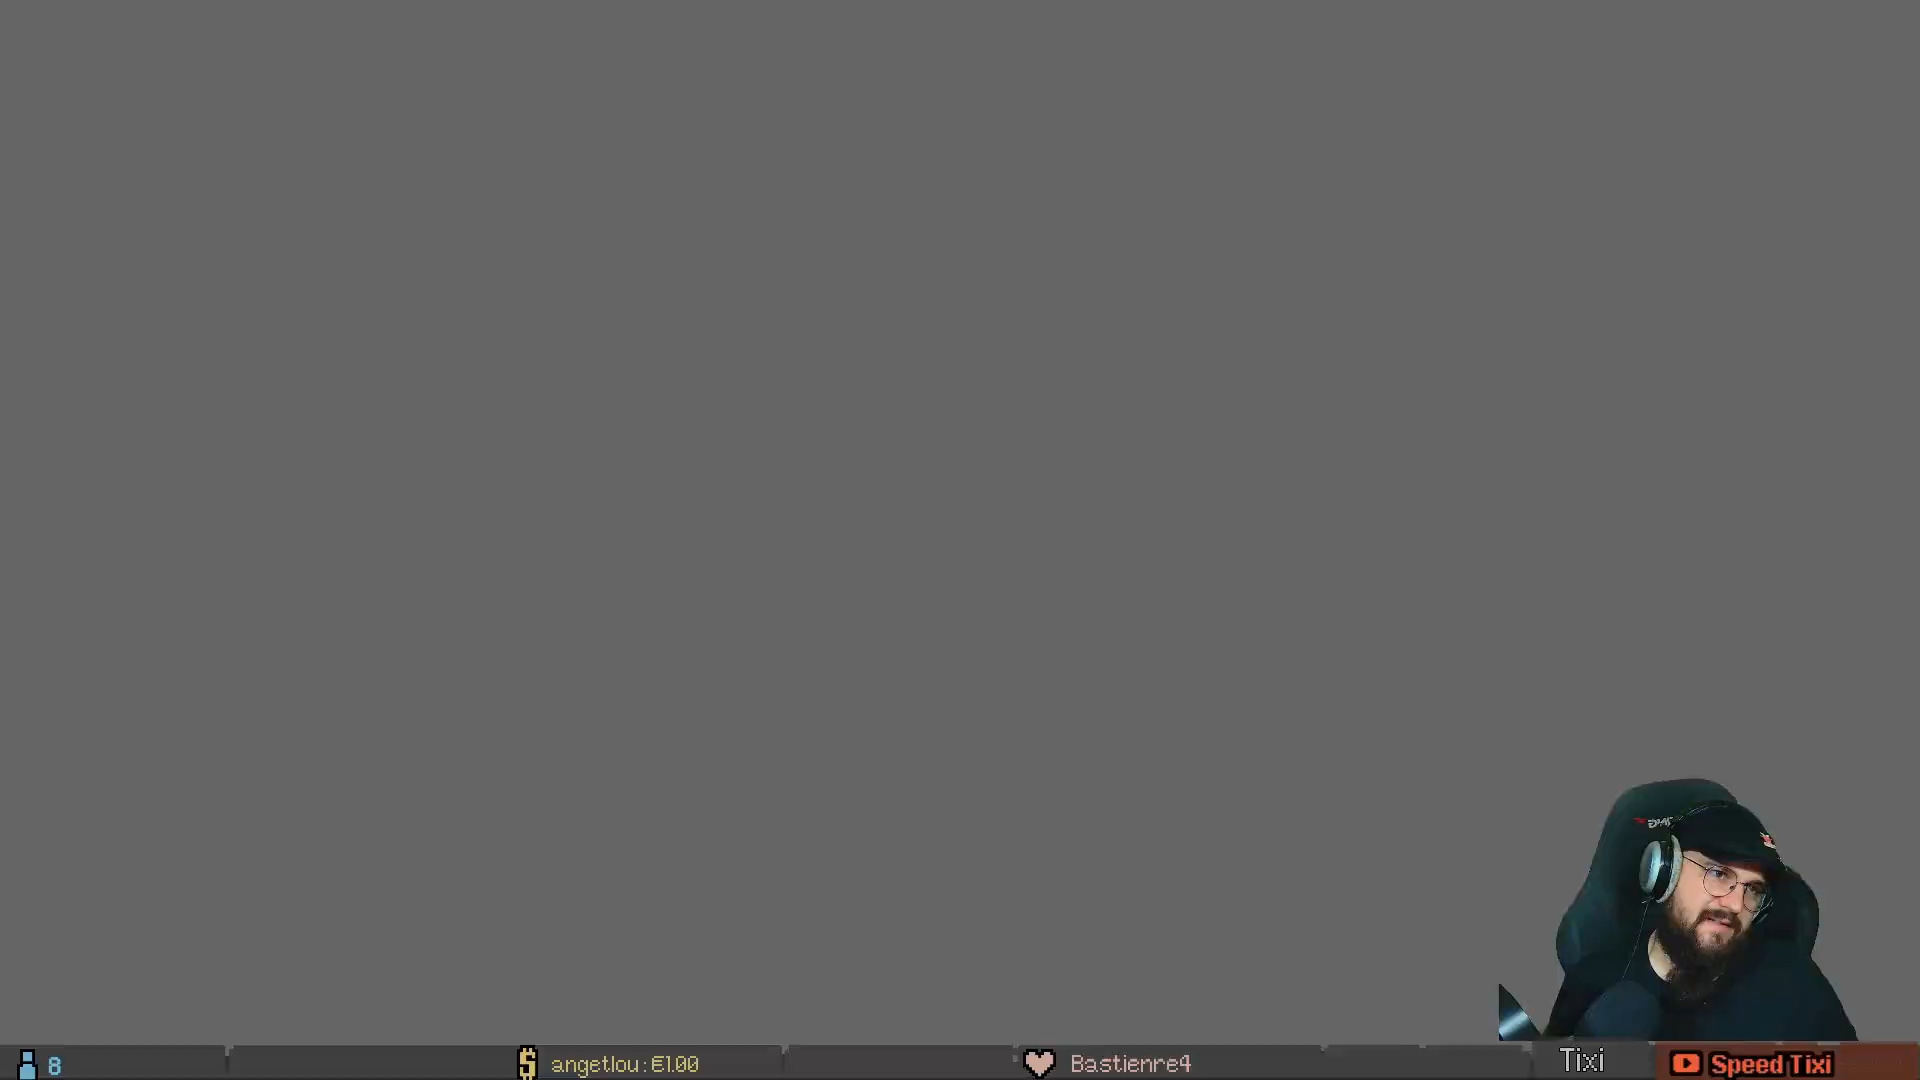 8
angetlou : €1.00
Bastienre4
Tixi
Speed Tixi